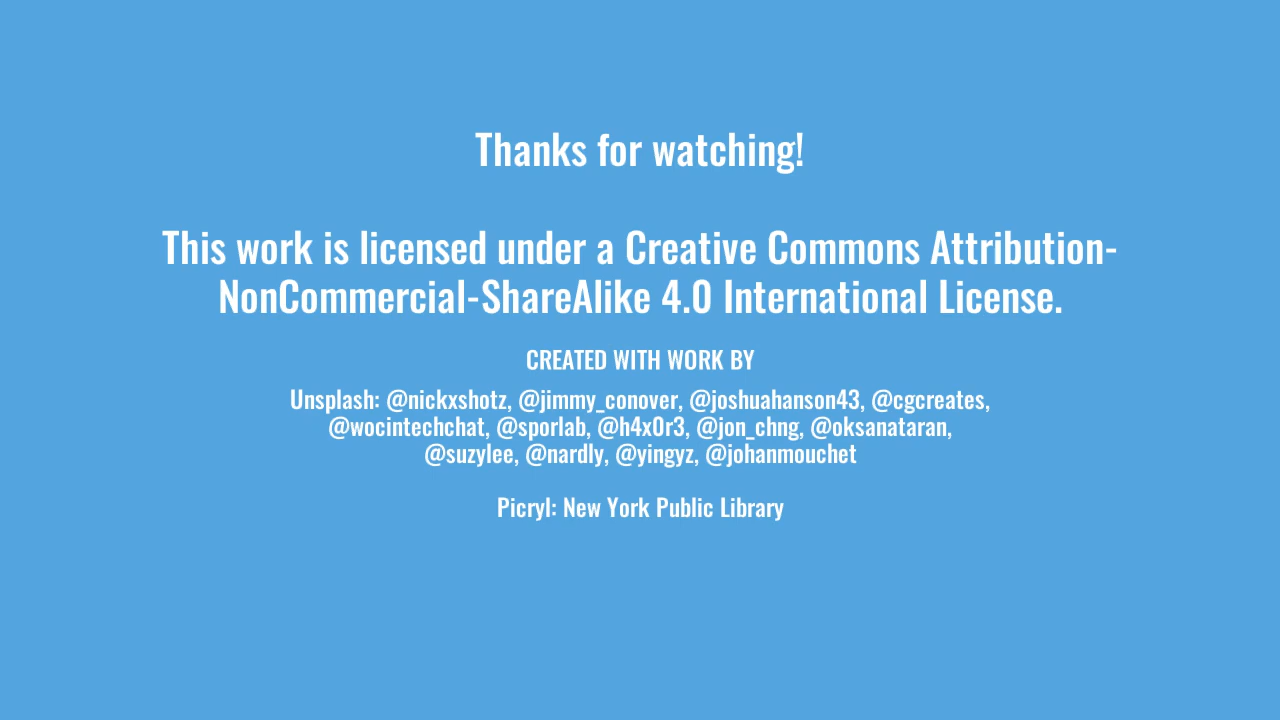 Thanks for watching!
This work is licensed under a Creative Commons Attribution-
NonCommercial-ShareAlike 4.0 International License.
CREATED WITH WORK BY
Unsplash: @nickxshotz, @jimmy_conover, @joshuahanson43, @cgcreates,
@wocintechchat, @sporlab, @h4x0r3, @jon_chng, @oksanataran,
@suzylee, @nardly, @yingyz, @johanmouchet
Picryl: New York Public Library